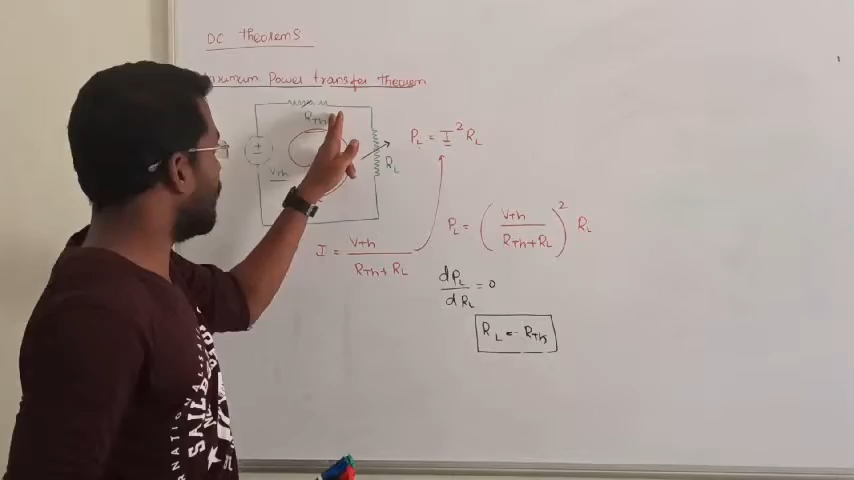 DC Theorems
Maximum Power transfer Theorem
RTh
Vth
RL
PL = I² RL
I = Vth / RTh + RL
PL = ( Vth / RTh + RL )² RL
dPL / dRL = 0
RL = RTh
SAIL